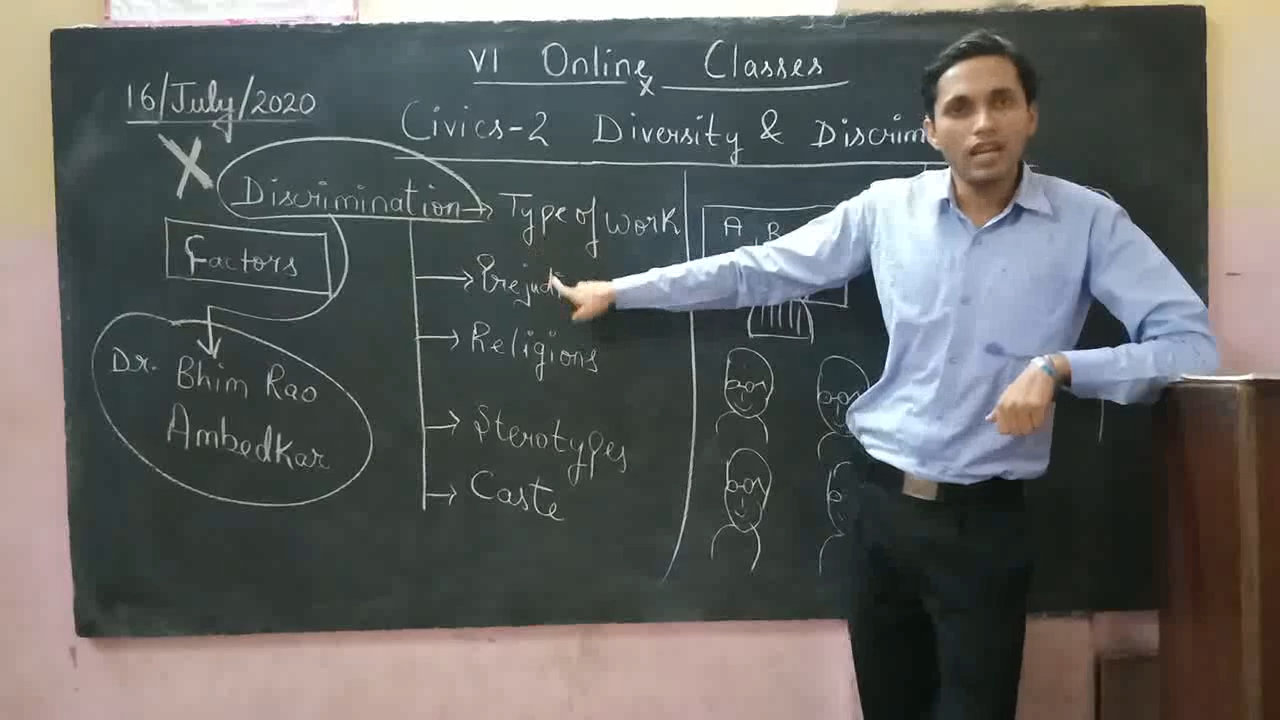 VI Online Classes
x
16/July/2020
Civics-2 Diversity & Discrim
X
Discrimination
Type of work
Factors
Prejudi
Religions
Dr. Bhim Rao
Ambedkar
Sterotypes
Caste
A B